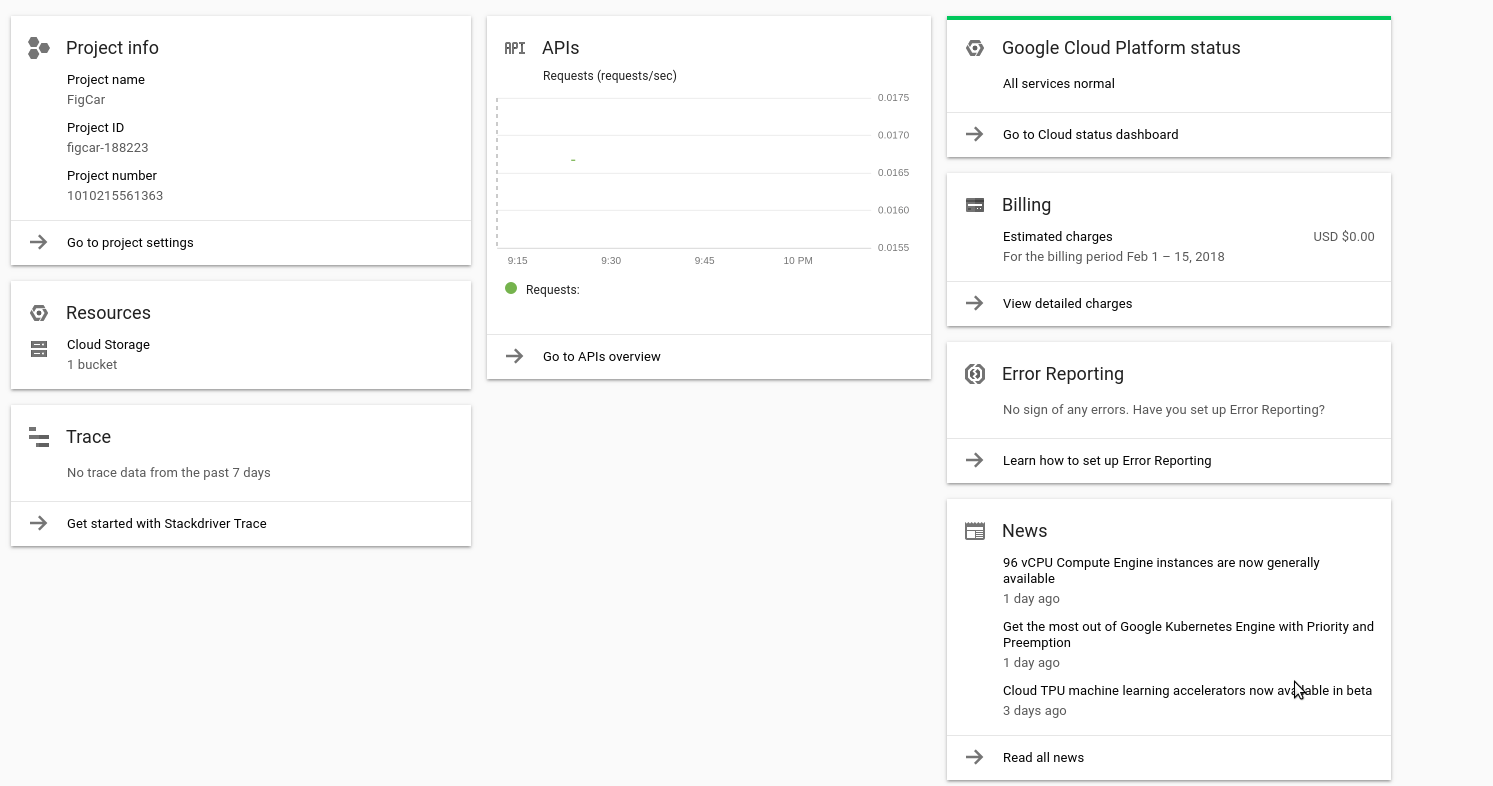 Project info
Project name
FigCar
Project ID
figcar-188223
Project number
1010215561363
Go to project settings
Resources
Cloud Storage
1 bucket
Trace
No trace data from the past 7 days
Get started with Stackdriver Trace
API APIs
Requests (requests/sec)
0.0175
0.0170
0.0165
0.0160
0.0155
9:15 9:30 9:45 10 PM
Requests:
Go to APIs overview
Google Cloud Platform status
All services normal
Go to Cloud status dashboard
Billing
Estimated charges USD $0.00
For the billing period Feb 1 – 15, 2018
View detailed charges
Error Reporting
No sign of any errors. Have you set up Error Reporting?
Learn how to set up Error Reporting
News
96 vCPU Compute Engine instances are now generally
available
1 day ago
Get the most out of Google Kubernetes Engine with Priority and
Preemption
1 day ago
Cloud TPU machine learning accelerators now available in beta
3 days ago
Read all news